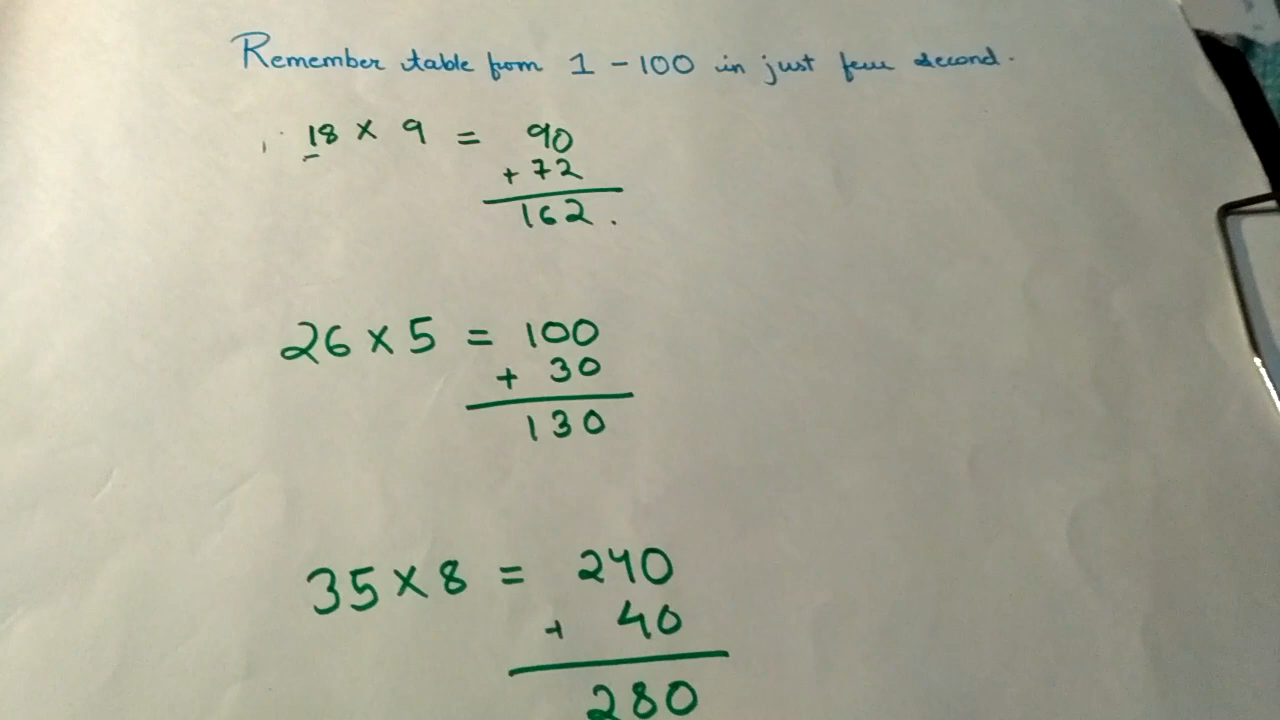 Remember table from 1 - 100 in just few second.
18 × 9 = 90
+ 72
162.
26 × 5 = 100
+ 30
130
35 × 8 = 240
+ 40
280